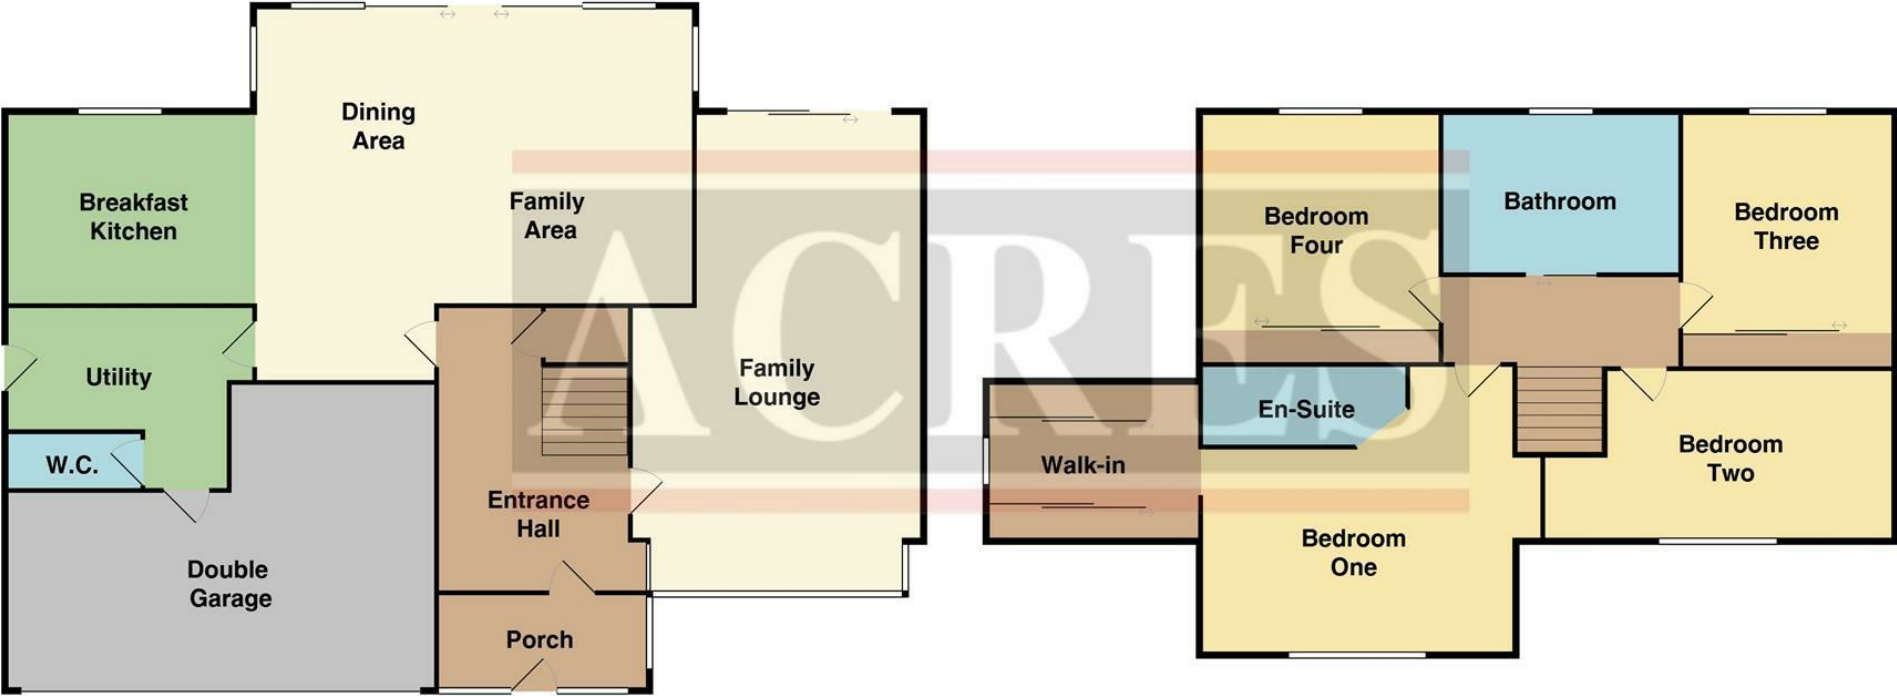 Dining
Area
Breakfast
Kitchen
Family
Area
Utility
W.C.
Family
Lounge
Entrance
Hall
Double
Garage
Porch
ACRES
Bedroom
Four
Bathroom
Bedroom
Three
En-Suite
Walk-in
Bedroom
Two
Bedroom
One